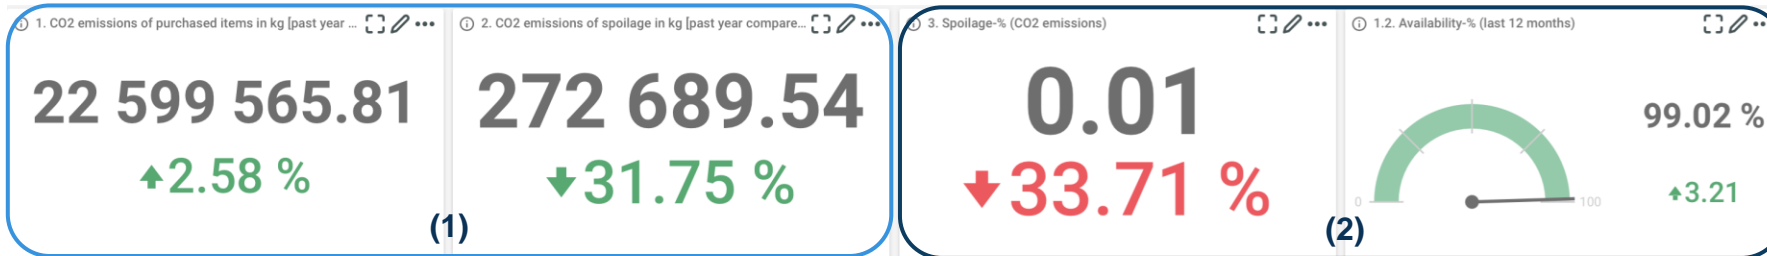 1. CO2 emissions of purchased items in kg [past year ...
22 599 565.81
2.58 %
2. CO2 emissions of spoilage in kg [past year compare...
272 689.54
31.75 %
(1)
3. Spoilage-% (CO2 emissions)
0.01
33.71 %
1.2. Availability-% (last 12 months)
0
100
99.02 %
3.21
(2)